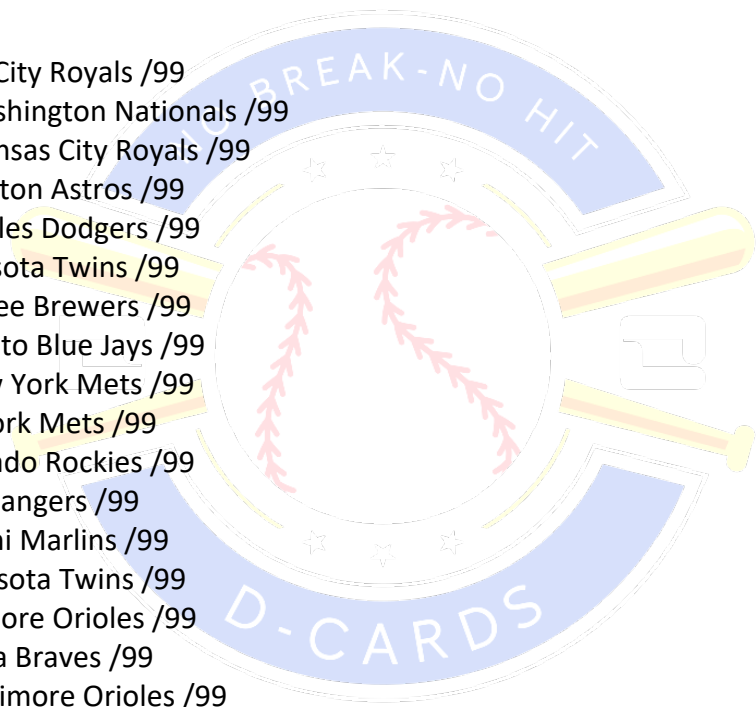 City Royals /99
shington Nationals /99
nsas City Royals /99
ton Astros /99
les Dodgers /99
sota Twins /99
ee Brewers /99
to Blue Jays /99
York Mets /99
ork Mets /99
do Rockies /99
angers /99
i Marlins /99
sota Twins /99
ore Orioles /99
a Braves /99
imore Orioles /99
NO BREAK-NO HIT
D-CARDS